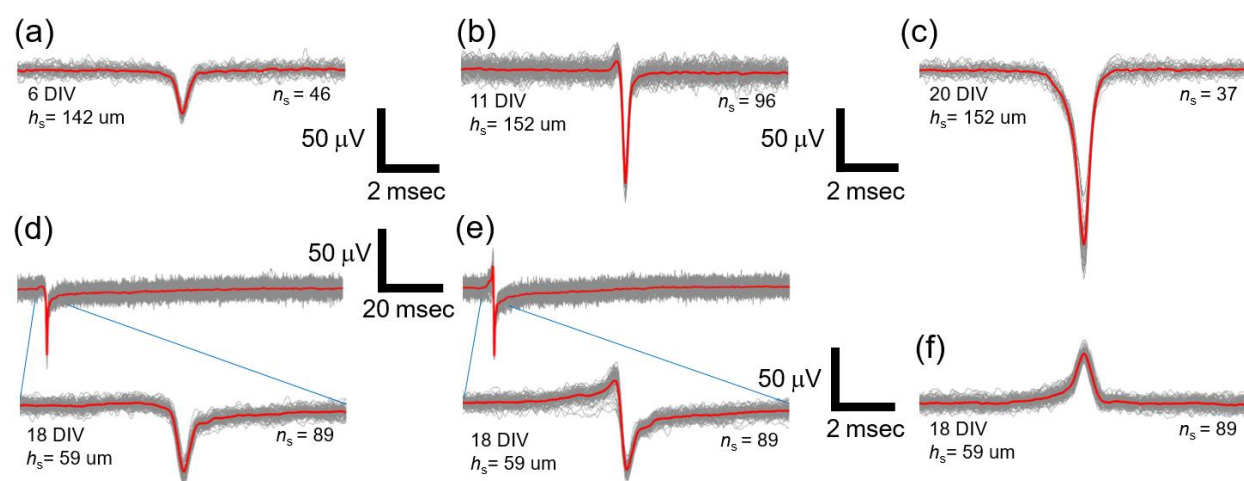 (a)
6 DIV
hs= 142 um
ns = 46
50 μV
2 msec
(b)
11 DIV
hs= 152 um
ns = 96
50 μV
2 msec
(c)
20 DIV
hs= 152 um
ns = 37
(d)
50 μV
20 msec
18 DIV
hs= 59 um
ns = 89
(e)
18 DIV
hs= 59 um
ns = 89
50 μV
2 msec
(f)
18 DIV
hs= 59 um
ns = 89